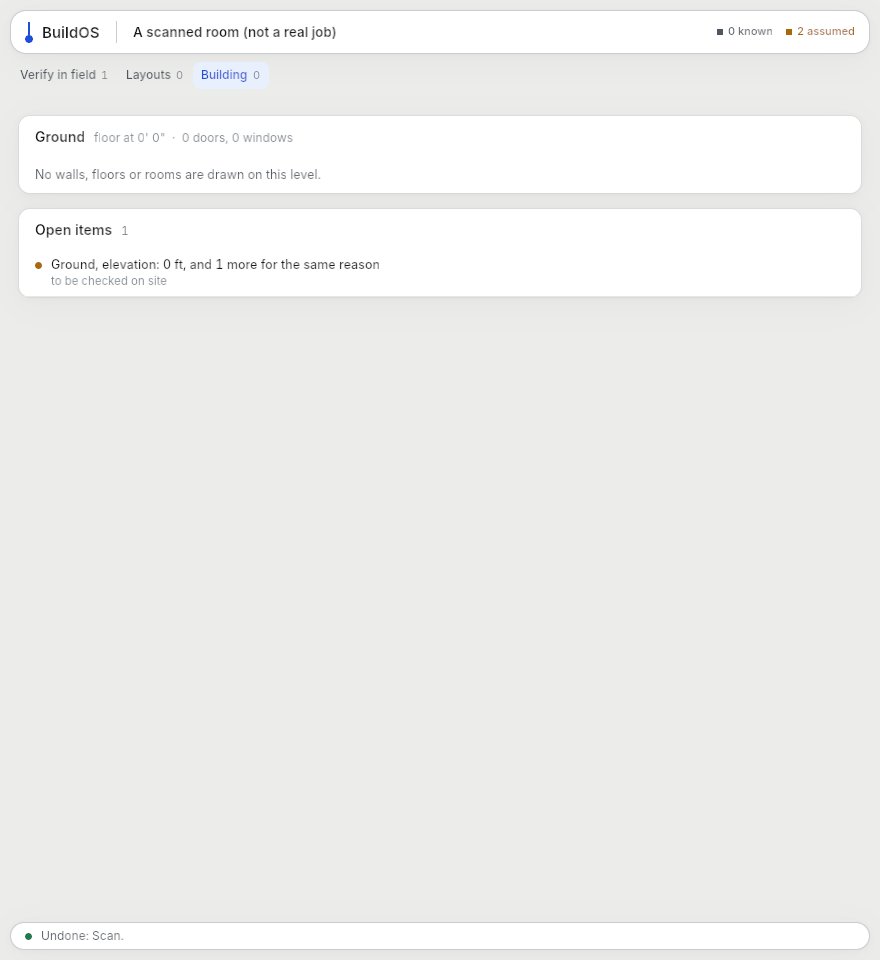 BuildOS
A scanned room (not a real job)
0 known
2 assumed
Verify in field 1
Layouts 0
Building 0
Ground floor at 0' 0" · 0 doors, 0 windows
No walls, floors or rooms are drawn on this level.
Open items 1
Ground, elevation: 0 ft, and 1 more for the same reason
to be checked on site
Undone: Scan.